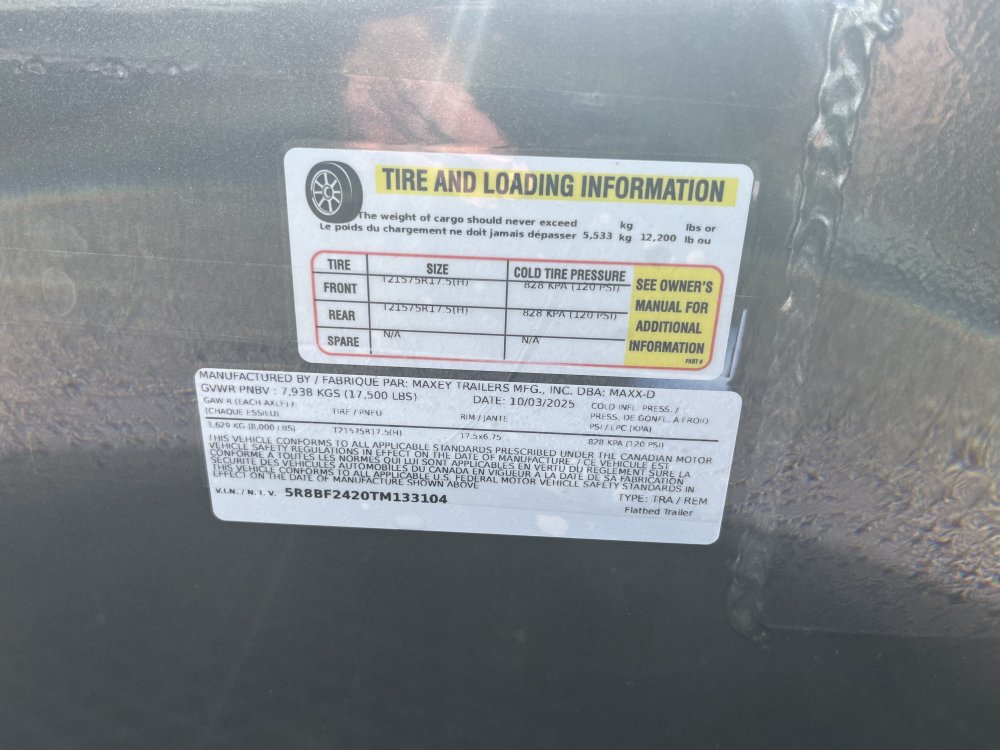 TIRE AND LOADING INFORMATION
The weight of cargo should never exceed kg lbs or
Le poids du chargement ne doit jamais dépasser 5,533 kg 12,200 lb ou
TIRE SIZE COLD TIRE PRESSURE
FRONT T21575R17.5(H) 828 KPA (120 PSI)
REAR T21575R17.5(H) 828 KPA (120 PSI)
SPARE N/A N/A
SEE OWNER'S
MANUAL FOR
ADDITIONAL
INFORMATION
PART #
MANUFACTURED BY / FABRIQUE PAR: MAXEY TRAILERS MFG., INC. DBA: MAXX-D
GVWR PNBV : 7,938 KGS (17,500 LBS) DATE: 10/03/2025
GAWR (EACH AXLE) / (CHAQUE ESSIEU) TIRE / PNEU RIM / JANTE COLD INFL. PRESS. / PRESS. DE GONFL. A FROID PSI / LPC (KPA)
3,629 KG (8,000 LBS) T21575R17.5(H) 17.5x6.75 828 KPA (120 PSI)
THIS VEHICLE CONFORMS TO ALL APPLICABLE STANDARDS PRESCRIBED UNDER THE CANADIAN MOTOR
VEHICLE SAFETY REGULATIONS IN EFFECT ON THE DATE OF MANUFACTURE. / CE VEHICULE EST
CONFORME A TOUTES LES NORMES QUI LUI SONT APPLICABLES EN VERTU DU REGLEMENT SURE LA
SECURITE DES VEHICULES AUTOMOBILES DU CANADA EN VIGUEUR A LA DATE DE SA FABRICATION
THIS VEHICLE CONFORMS TO ALL APPLICABLE U.S. FEDERAL MOTOR VEHICLE SAFETY STANDARDS IN
EFFECT ON THE DATE OF MANUFACTURE SHOWN ABOVE
V.I.N. / N.I.V. 5R8BF2420TM133104 TYPE: TRA / REM
Flatbed Trailer